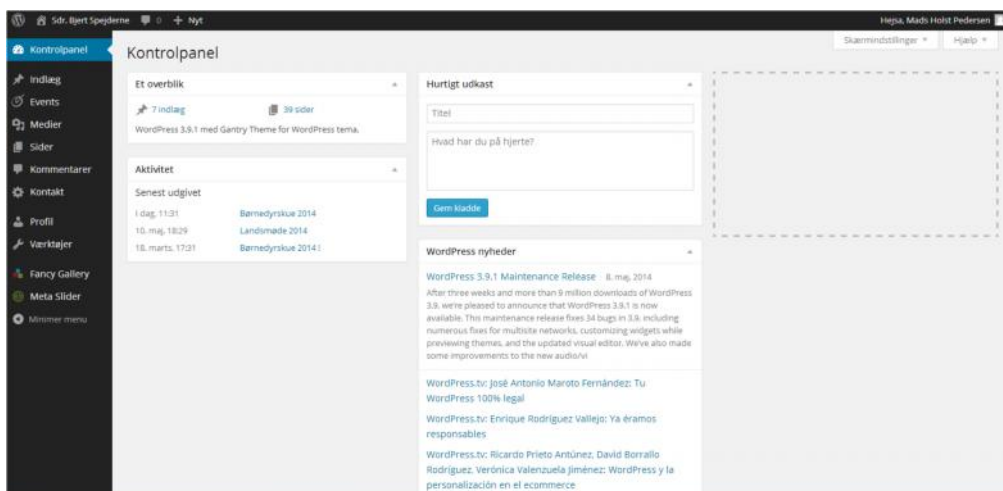 Sdr. Bjert Spejderne 0 + Nyt
Hejsa, Mads Holst Pedersen
Skærmindstillinger
Hjælp
Kontrolpanel
Indlæg
Events
Medier
Sider
Kommentarer
Kontakt
Profil
Værktøjer
Fancy Gallery
Meta Slider
Minimer menu
Kontrolpanel
Et overblik
7 indlæg
39 sider
WordPress 3.9.1 med Gantry Theme for WordPress tema.
Aktivitet
Senest udgivet
I dag, 11:31 Børnedyrskue 2014
10. maj, 18:29 Landsmøde 2014
18. marts, 17:31 Børnedyrskue 2014 !
Hurtigt udkast
Titel
Hvad har du på hjerte?
Gem kladde
WordPress nyheder
WordPress 3.9.1 Maintenance Release 8. maj, 2014
After three weeks and more than 9 million downloads of WordPress
3.9, we're pleased to announce that WordPress 3.9.1 is now
available. This maintenance release fixes 34 bugs in 3.9, including
numerous fixes for multisite networks, customizing widgets while
previewing themes, and the updated visual editor. We've also made
some improvements to the new audio/vi
WordPress.tv: José Antonio Maroto Fernández: Tu
WordPress 100% legal
WordPress.tv: Enrique Rodríguez Vallejo: Ya éramos
responsables
WordPress.tv: Ricardo Prieto Antúnez, David Borrallo
Rodríguez, Verónica Valenzuela Jiménez: WordPress y la
personalización en el ecommerce